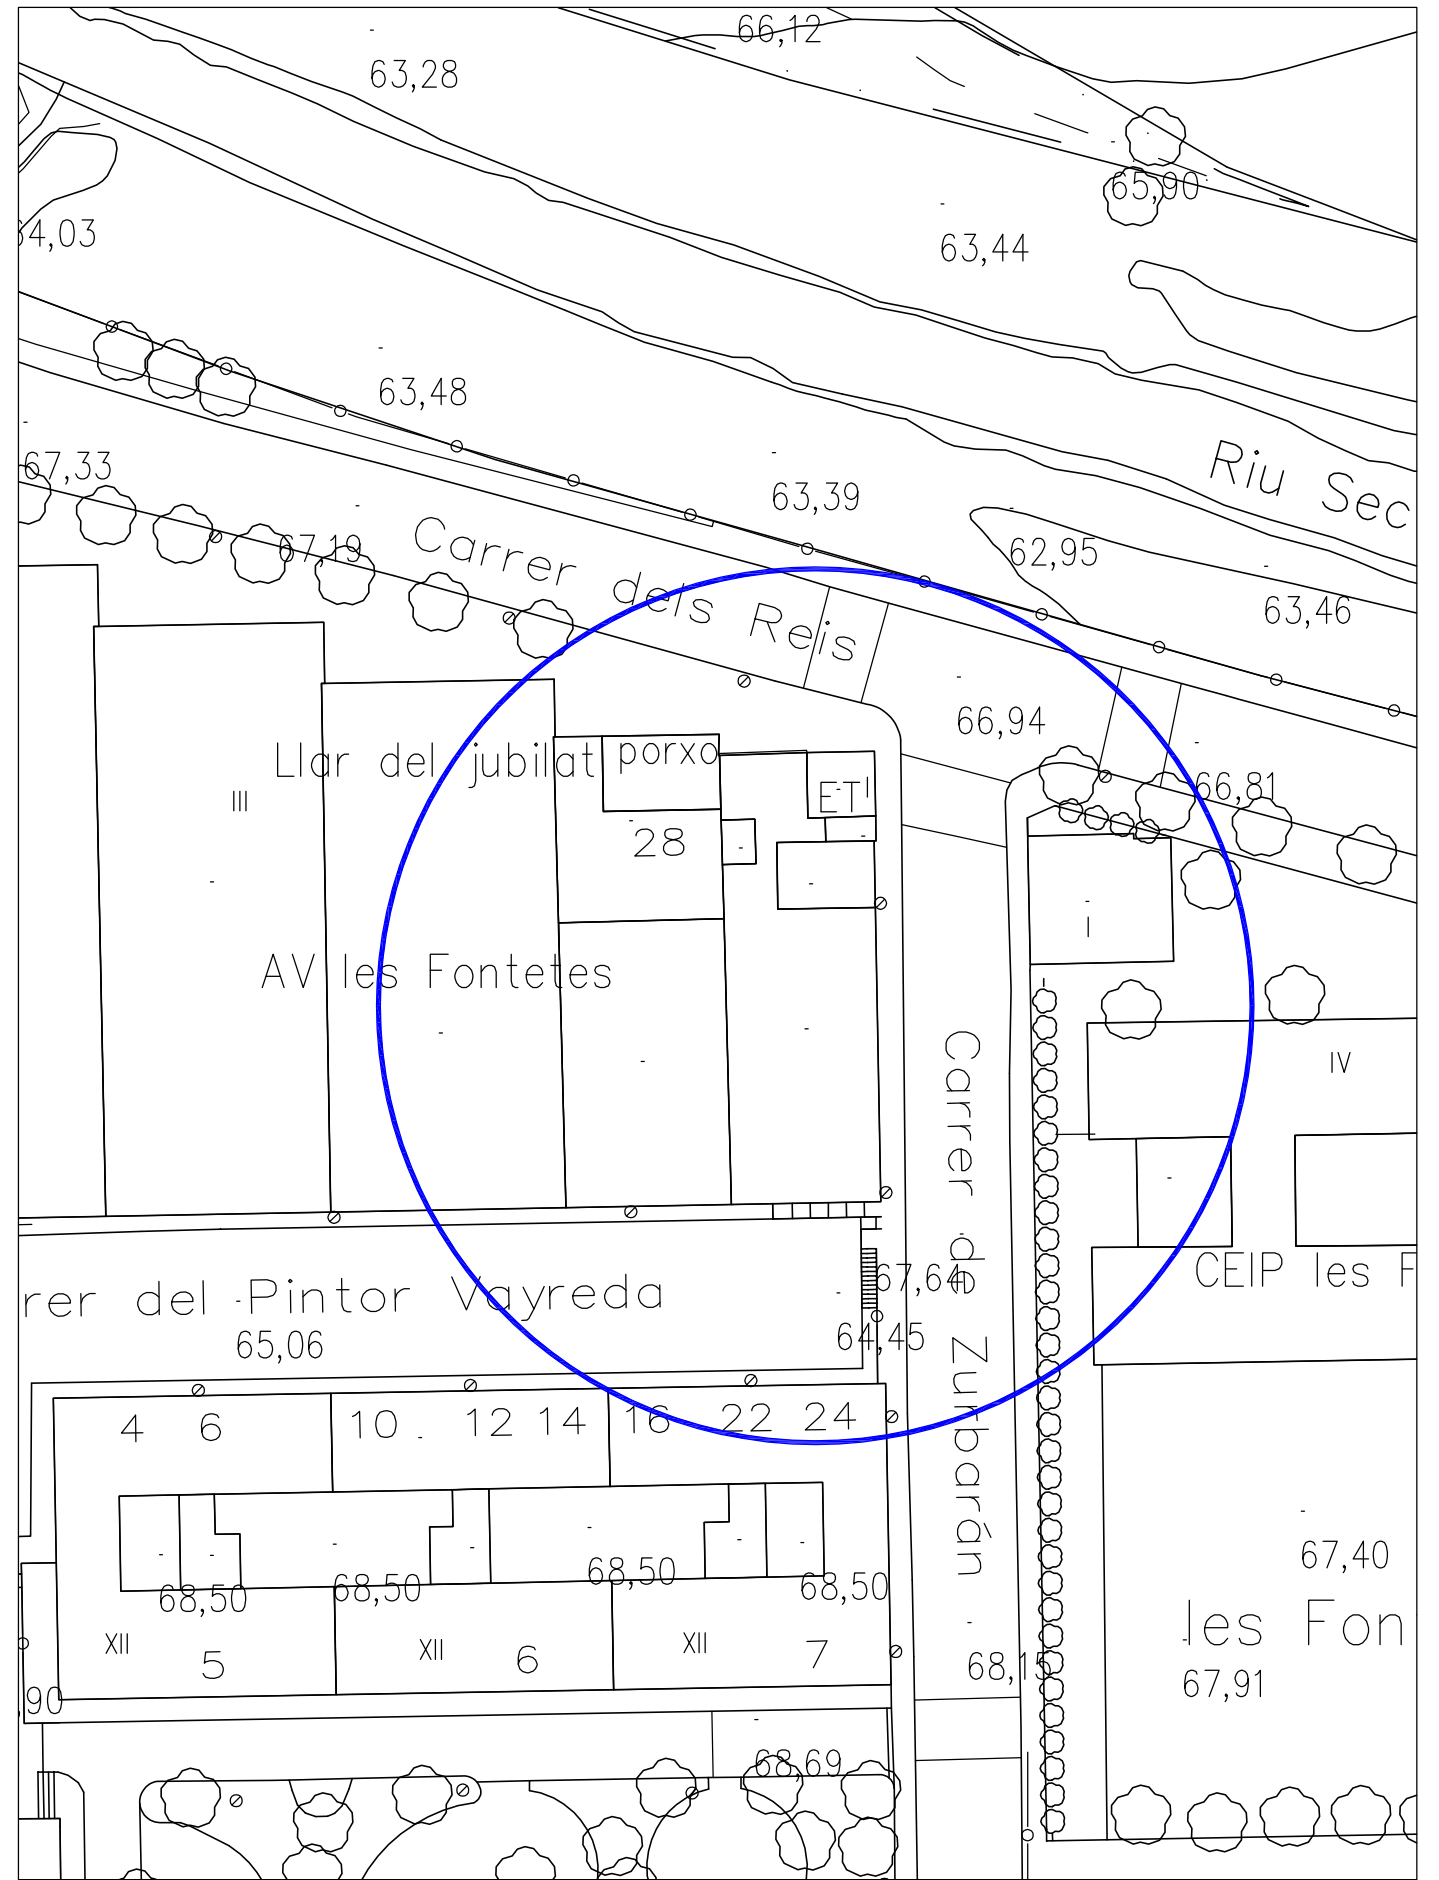 66,12
63,28
65,90
64,03
63,44
63,48
67,33
Riu Sec
63,39
67,19
Carrer dels Reis
62,95
63,46
66,94
Llar del jubilat
porxo
III
ET
I
66,81
28
I
AV les Fontetes
IV
Carrer de Zurbarán
CEIP les F
67,64
rrer del Pintor Vayreda
65,06
64,45
4 6 10 12 14 16 22 24
67,40
68,50
68,50
68,50
68,50
les Fon
XII
5
XII
6
XII
7
68,15
67,91
,90
68,69